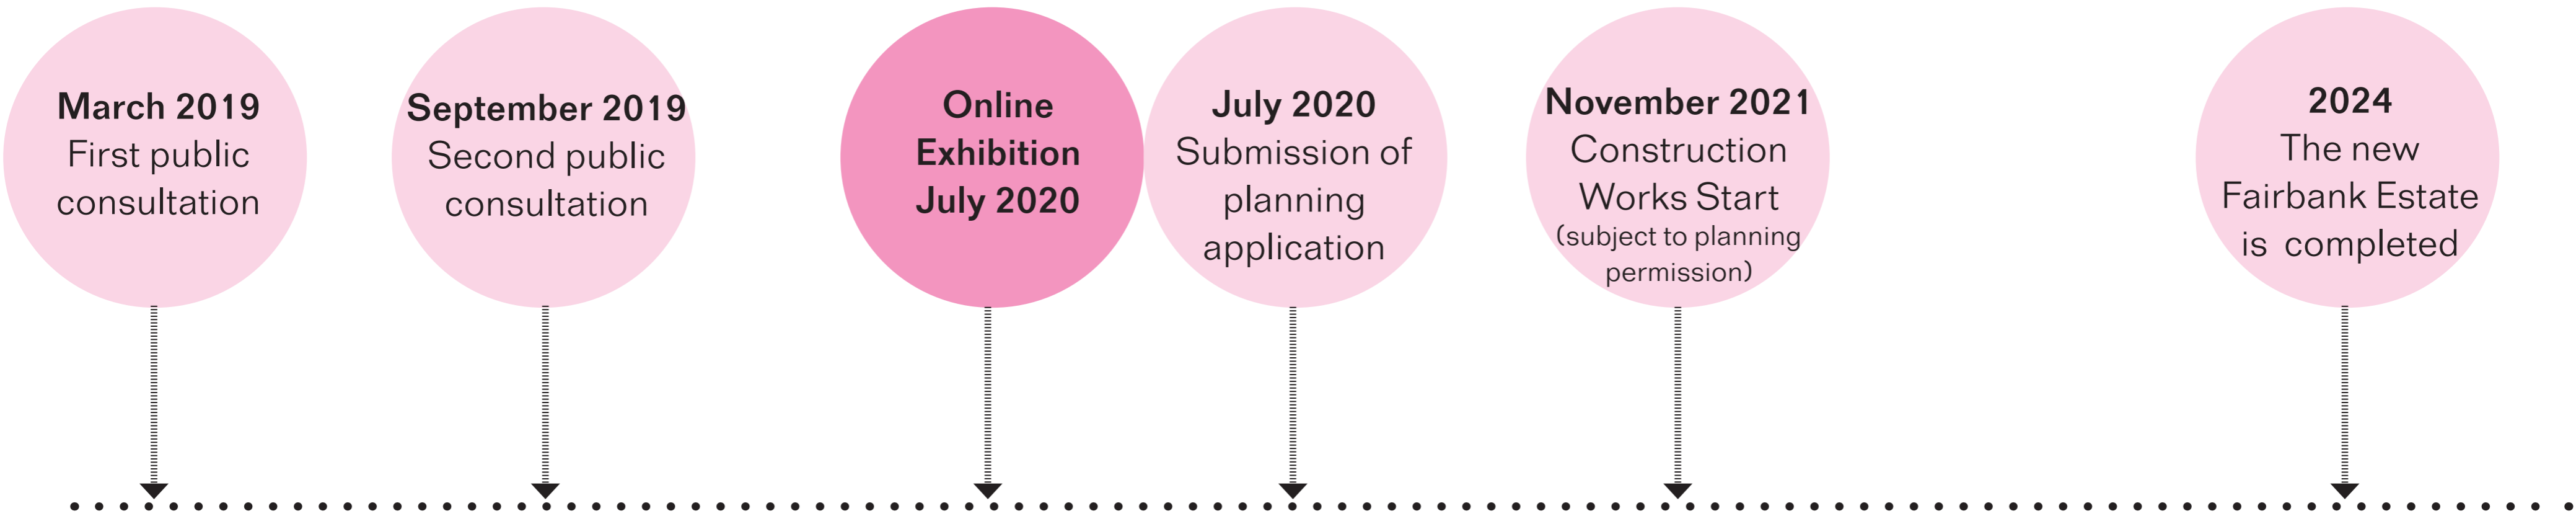 March 2019
First public
consultation
September 2019
Second public
consultation
Online
Exhibition
July 2020
July 2020
Submission of
planning
application
November 2021
Construction
Works Start
(subject to planning
permission)
2024
The new
Fairbank Estate
is completed